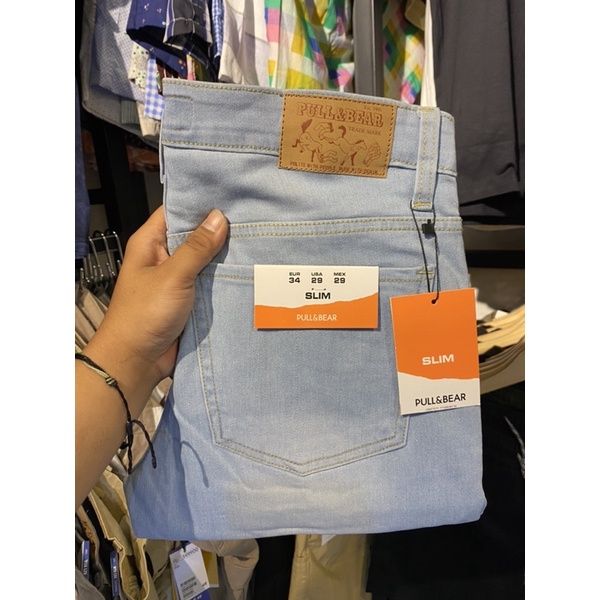 PULL&BEAR
TRADE MARK
EUR USA MEX
34 29 29
SLIM
PULL&BEAR
SLIM
PULL&BEAR